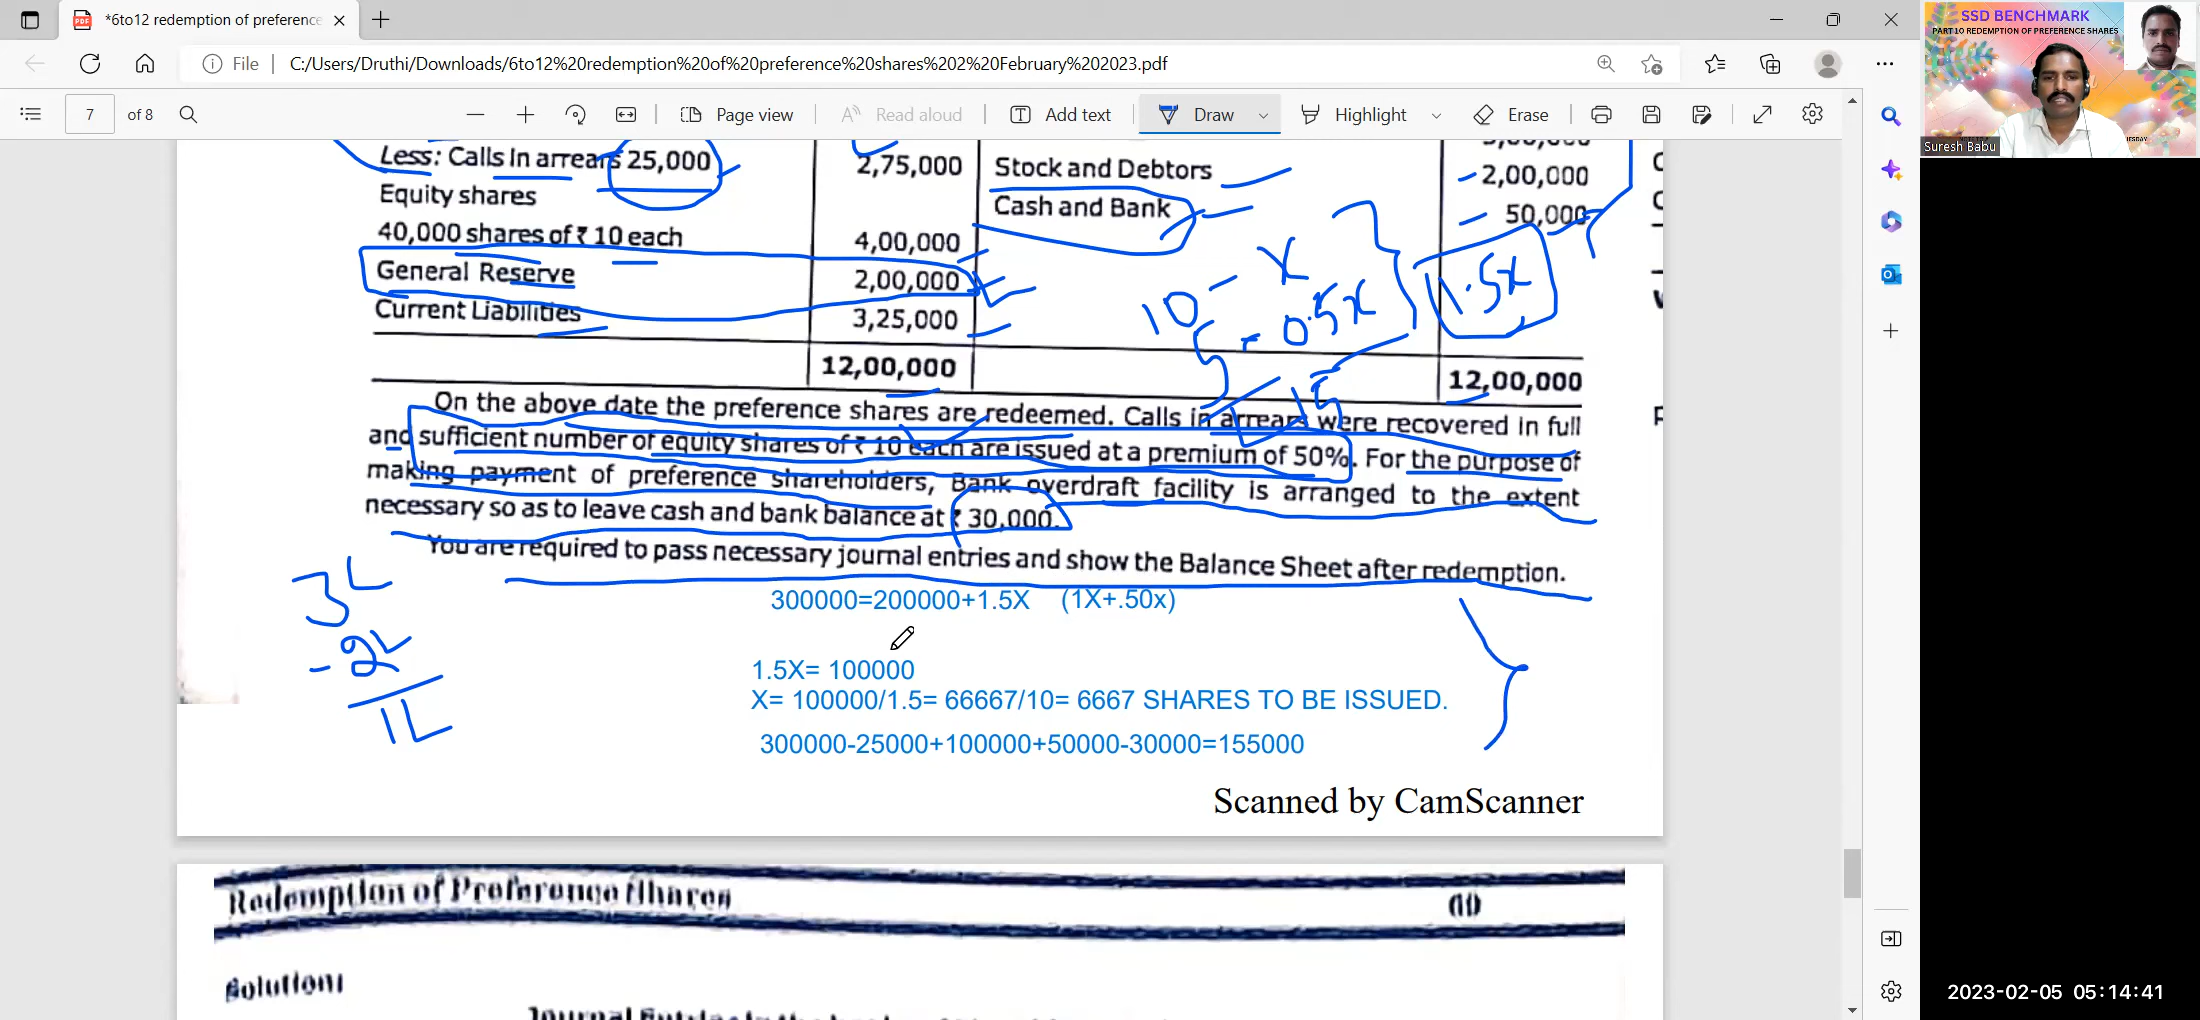 *6to12 redemption of preference
File
C:/Users/Druthi/Downloads/6to12%20redemption%20of%20preference%20shares%202%20February%202023.pdf
7 of 8
Page view
Read aloud
Add text
Draw
Highlight
Erase
Less: Calls in arrears 25,000 2,75,000 Stock and Debtors 2,00,000
Equity shares Cash and Bank 50,000
40,000 shares of ₹ 10 each 4,00,000
General Reserve 2,00,000
Current Liabilities 3,25,000
12,00,000 12,00,000
x
10 = 0.5x 1.5x
5
15
On the above date the preference shares are redeemed. Calls in arrears were recovered in full
and sufficient number of equity shares of ₹ 10 each are issued at a premium of 50%. For the purpose of
making payment of preference shareholders, Bank overdraft facility is arranged to the extent
necessary so as to leave cash and bank balance at ₹ 30,000.
You are required to pass necessary journal entries and show the Balance Sheet after redemption.
3L
- 2L
1L
300000=200000+1.5X (1X+.50x)
1.5X= 100000
X= 100000/1.5= 66667/10= 6667 SHARES TO BE ISSUED.
300000-25000+100000+50000-30000=155000
Scanned by CamScanner
Redemption of Preference Shares
Solution:
SSD BENCHMARK
PART 10 REDEMPTION OF PREFERENCE SHARES
Suresh Babu
2023-02-05 05:14:41